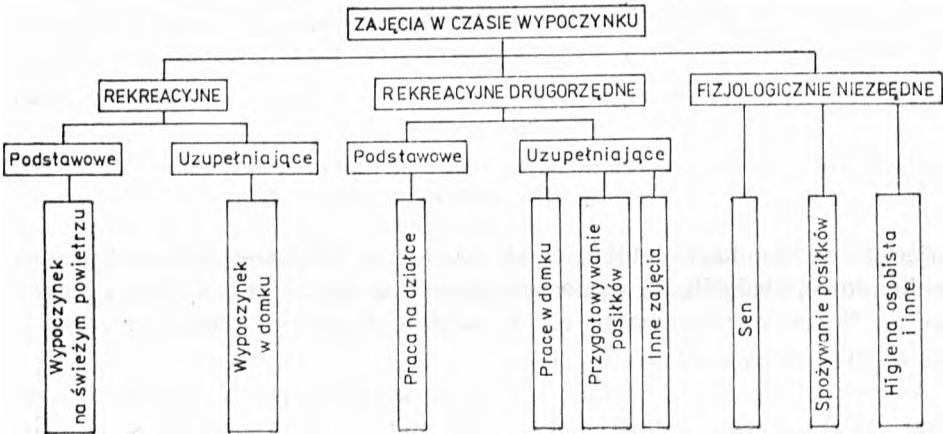 ZAJĘCIA W CZASIE WYPOCZYNKU
REKREACYJNE
REKREACYJNE DRUGORZĘDNE
FIZJOLOGICZNIE NIEZBĘDNE
Podstawowe
Uzupełniające
Podstawowe
Uzupełniające
Wypoczynek
na świeżym powietrzu
Wypoczynek
w domku
Praca na działce
Prace w domku
Przygotowanie
posiłków
Inne zajęcia
Sen
Spożywanie posiłków
Higiena osobista
i inne